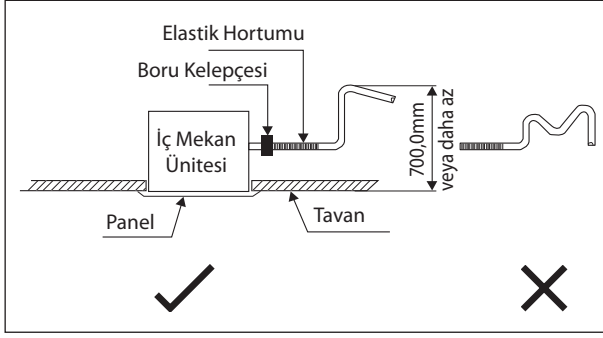 Elastik Hortumu
Boru Kelepçesi
İç Mekan
Ünitesi
700,0mm
veya daha az
Panel
Tavan